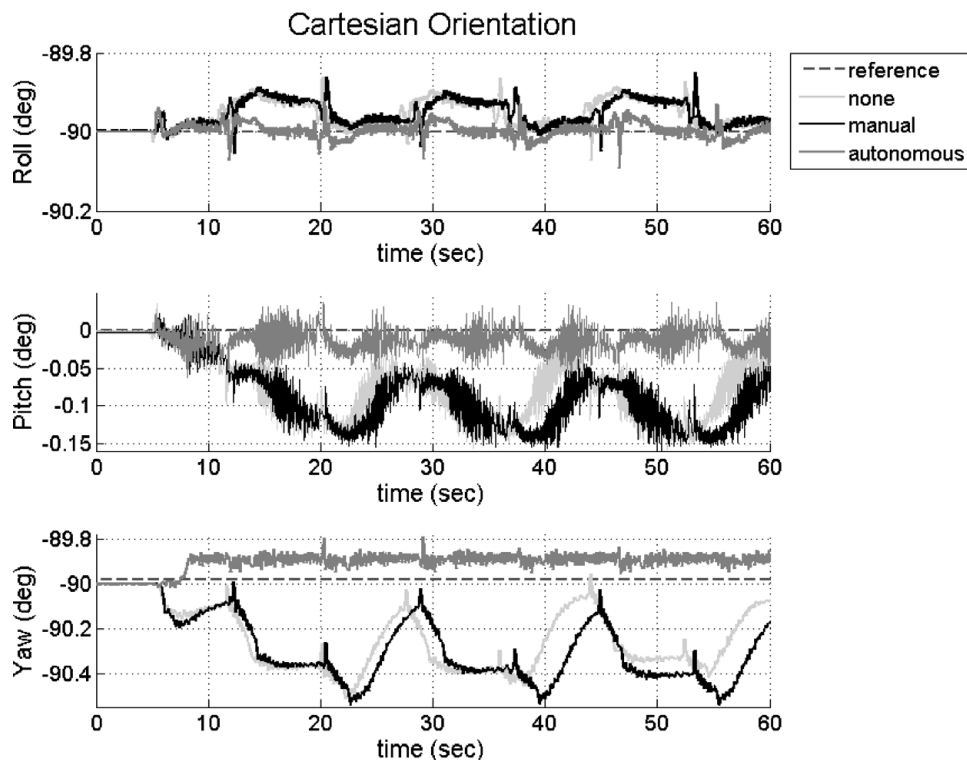 Cartesian Orientation
Roll (deg)
-89.8
-90
-90.2
0 10 20 30 40 50 60
time (sec)
reference
none
manual
autonomous
Pitch (deg)
0
-0.05
-0.1
-0.15
0 10 20 30 40 50 60
time (sec)
Yaw (deg)
-89.8
-90
-90.2
-90.4
0 10 20 30 40 50 60
time (sec)